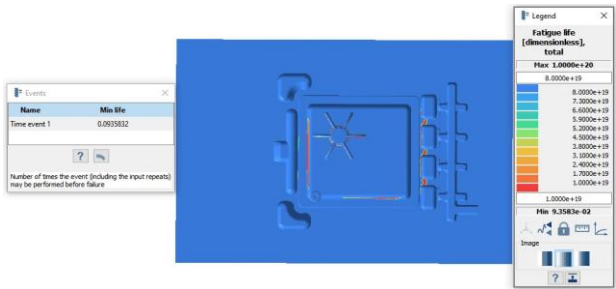 Events
Name Min life
Time event 1 0.0935832
?
Number of times the event (including the input repeats)
may be performed before failure
Legend
Fatigue life
[dimensionless],
total
Max 1.0000e+20
8.0000e+19
8.0000e+19
7.3000e+19
6.6000e+19
5.9000e+19
5.2000e+19
4.5000e+19
3.8000e+19
3.1000e+19
2.4000e+19
1.7000e+19
1.0000e+19
1.0000e+19
Min 9.3583e-02
Image
?